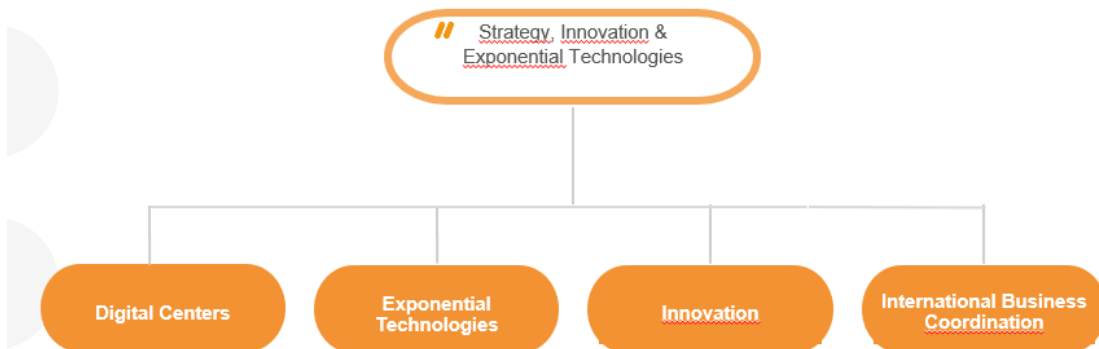 Strategy, Innovation &
Exponential Technologies
Digital Centers
Exponential
Technologies
Innovation
International Business
Coordination